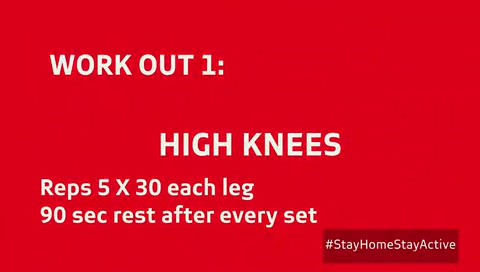 WORK OUT 1:
HIGH KNEES
Reps 5 X 30 each leg
90 sec rest after every set
#StayHomeStayActive